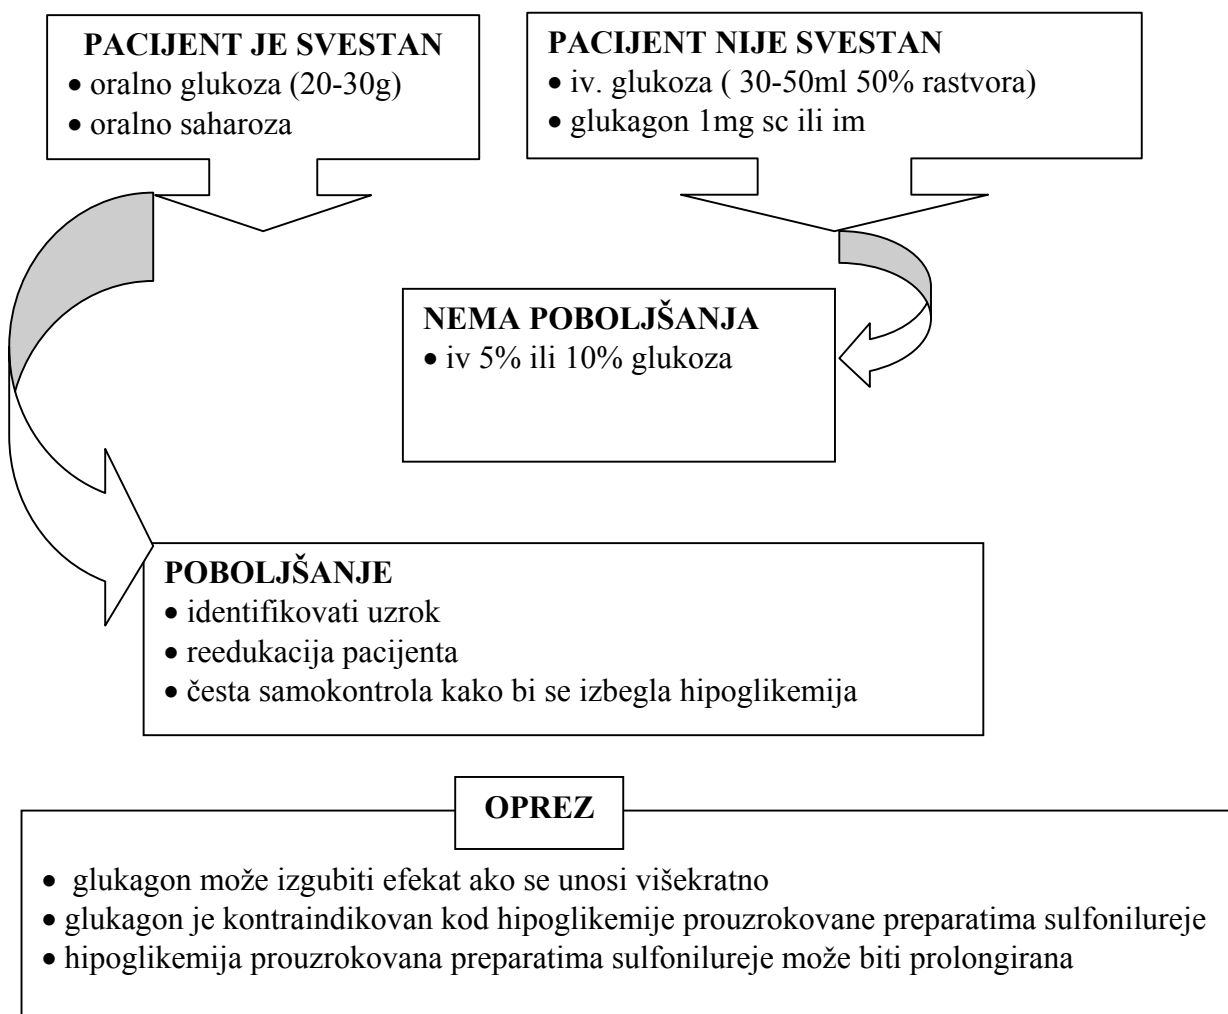 PACIJENT JE SVESTAN
• oralno glukoza (20-30g)
• oralno saharoza
PACIJENT NIJE SVESTAN
• iv. glukoza ( 30-50ml 50% rastvora)
• glukagon 1mg sc ili im
NEMA POBOLJŠANJA
• iv 5% ili 10% glukoza
POBOLJŠANJE
• identifikovati uzrok
• reedukacija pacijenta
• česta samokontrola kako bi se izbegla hipoglikemija
OPREZ
• glukagon može izgubiti efekat ako se unosi višekratno
• glukagon je kontraindikovan kod hipoglikemije prouzrokovane preparatima sulfonilureje
• hipoglikemija prouzrokovana preparatima sulfonilureje može biti prolongirana